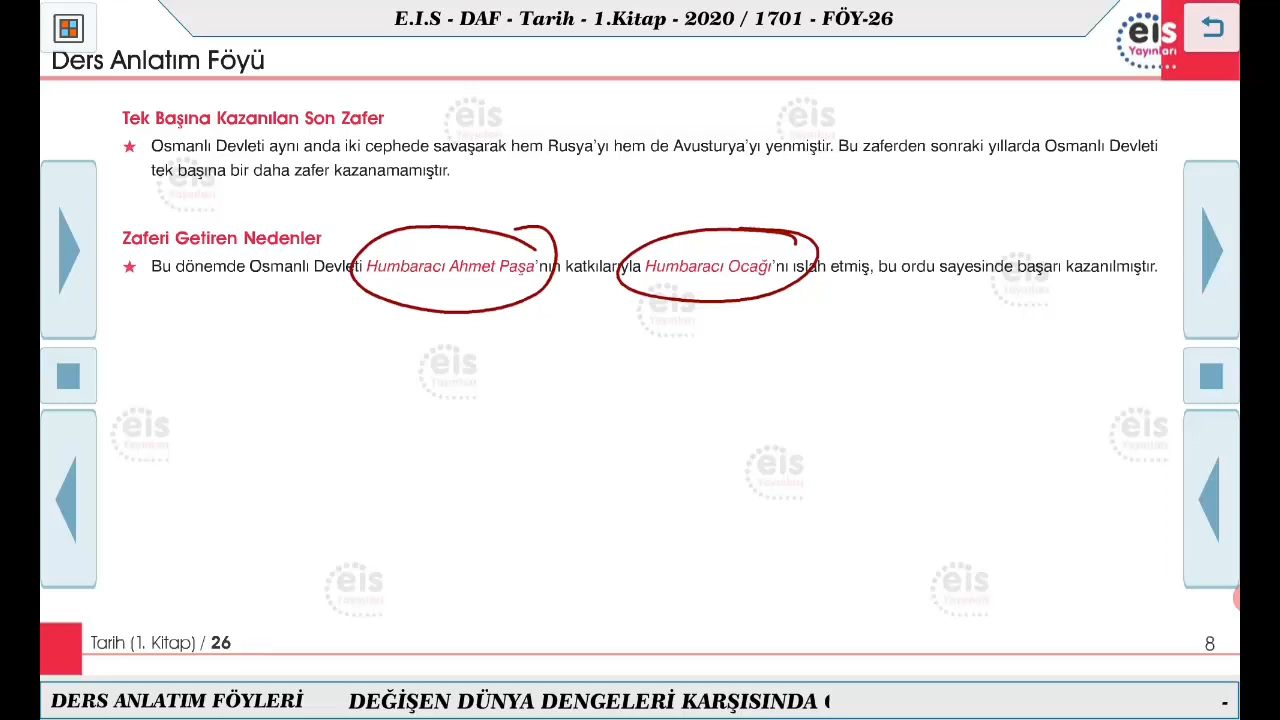 E.I.S - DAF - Tarih - 1.Kitap - 2020 / 1701 - FÖY-26
eis
Yayınları
Ders Anlatım Föyü
Tek Başına Kazanılan Son Zafer
★ Osmanlı Devleti aynı anda iki cephede savaşarak hem Rusya’yı hem de Avusturya’yı yenmiştir. Bu zaferden sonraki yıllarda Osmanlı Devleti
tek başına bir daha zafer kazanamamıştır.
Zaferi Getiren Nedenler
★ Bu dönemde Osmanlı Devleti Humbaracı Ahmet Paşa’nın katkılarıyla Humbaracı Ocağı’nı ıslah etmiş, bu ordu sayesinde başarı kazanılmıştır.
Tarih (1. Kitap) / 26
8
DERS ANLATIM FÖYLERİ DEĞİŞEN DÜNYA DENGELERİ KARŞISINDA -